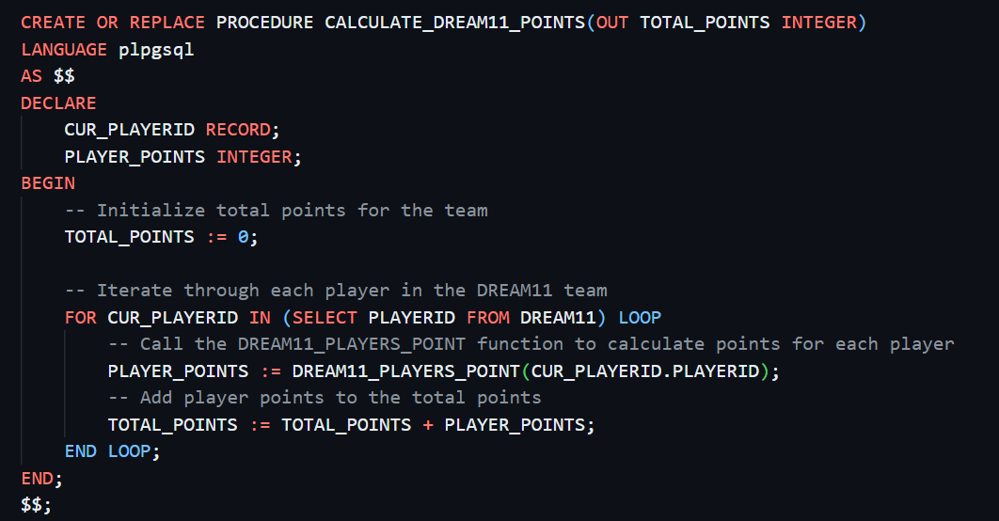 CREATE OR REPLACE PROCEDURE CALCULATE_DREAM11_POINTS(OUT TOTAL_POINTS INTEGER)
LANGUAGE plpgsql
AS $$
DECLARE
    CUR_PLAYERID RECORD;
    PLAYER_POINTS INTEGER;
BEGIN
    -- Initialize total points for the team
    TOTAL_POINTS := 0;

    -- Iterate through each player in the DREAM11 team
    FOR CUR_PLAYERID IN (SELECT PLAYERID FROM DREAM11) LOOP
        -- Call the DREAM11_PLAYERS_POINT function to calculate points for each player
        PLAYER_POINTS := DREAM11_PLAYERS_POINT(CUR_PLAYERID.PLAYERID);
        -- Add player points to the total points
        TOTAL_POINTS := TOTAL_POINTS + PLAYER_POINTS;
    END LOOP;
END;
$$;